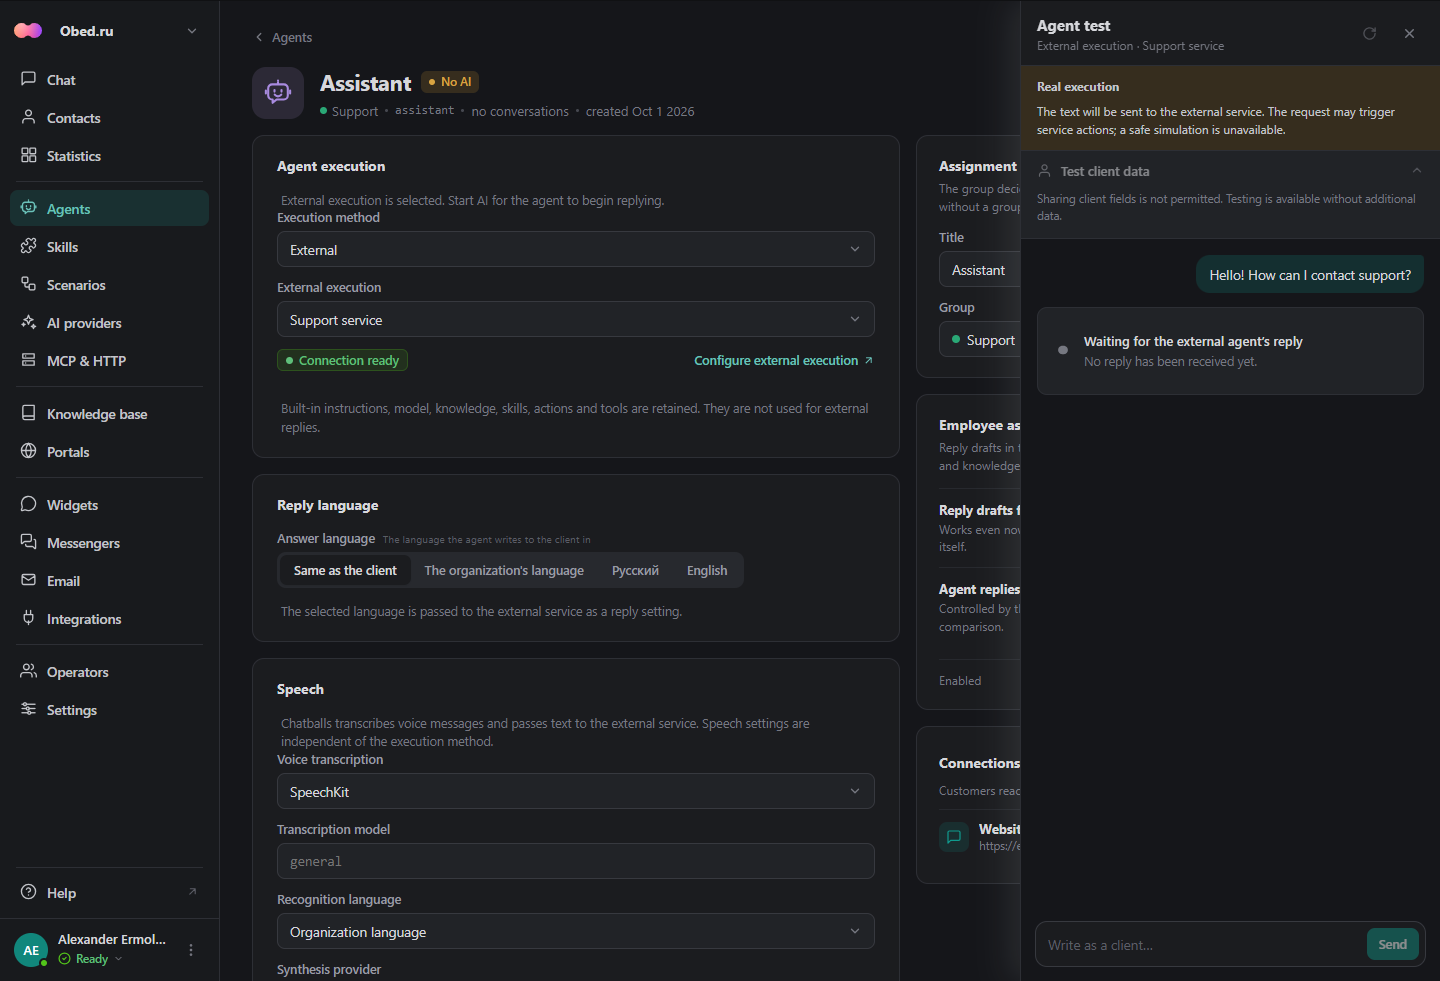 Obed.ru
Chat
Contacts
Statistics
Agents
Skills
Scenarios
AI providers
MCP & HTTP
Knowledge base
Portals
Widgets
Messengers
Email
Integrations
Operators
Settings
Help
AE
Alexander Ermol...
Ready
Agents
Assistant
No AI
Support • assistant • no conversations • created Oct 1 2026
Agent execution
External execution is selected. Start AI for the agent to begin replying.
Execution method
External
External execution
Support service
Connection ready
Configure external execution
Built-in instructions, model, knowledge, skills, actions and tools are retained. They are not used for external
replies.
Reply language
Answer language The language the agent writes to the client in
Same as the client
The organization's language
Русский
English
The selected language is passed to the external service as a reply setting.
Speech
Chatballs transcribes voice messages and passes text to the external service. Speech settings are
independent of the execution method.
Voice transcription
SpeechKit
Transcription model
general
Recognition language
Organization language
Synthesis provider
Assignment
The group deci
without a group
Title
Assistant
Group
Support
Employee as
Reply drafts in t
and knowledge
Reply drafts f
Works even nov
itself.
Agent replies
Controlled by th
comparison.
Enabled
Connections
Customers reac
Websit
https://e
Agent test
External execution · Support service
Real execution
The text will be sent to the external service. The request may trigger
service actions; a safe simulation is unavailable.
Test client data
Sharing client fields is not permitted. Testing is available without additional
data.
Hello! How can I contact support?
Waiting for the external agent's reply
No reply has been received yet.
Write as a client...
Send